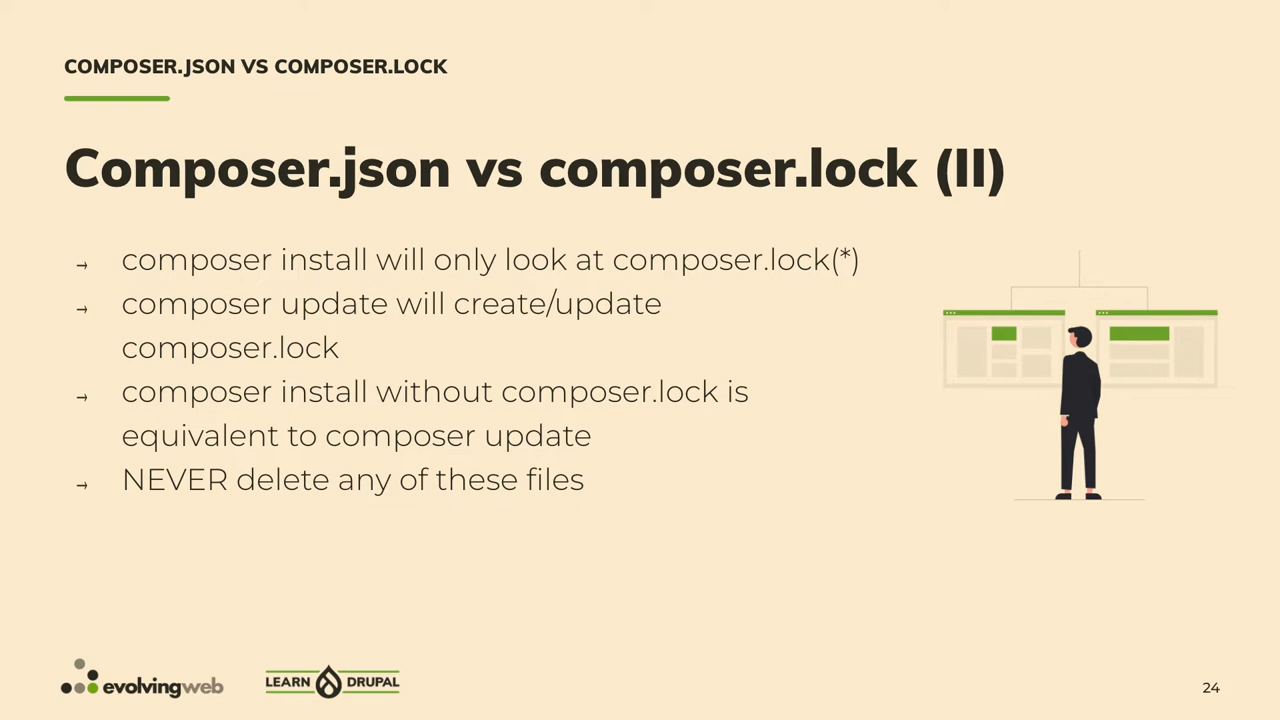 COMPOSER.JSON VS COMPOSER.LOCK
Composer.json vs composer.lock (II)
→ composer install will only look at composer.lock(*)
→ composer update will create/update
composer.lock
→ composer install without composer.lock is
equivalent to composer update
→ NEVER delete any of these files
evolvingweb
LEARN DRUPAL
24